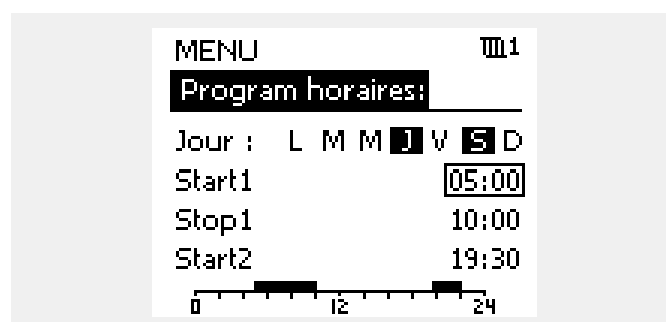 MENU 1
Program horaires:
Jour : L M M J V S D
Start1 05:00
Stop1 10:00
Start2 19:30
0 12 24